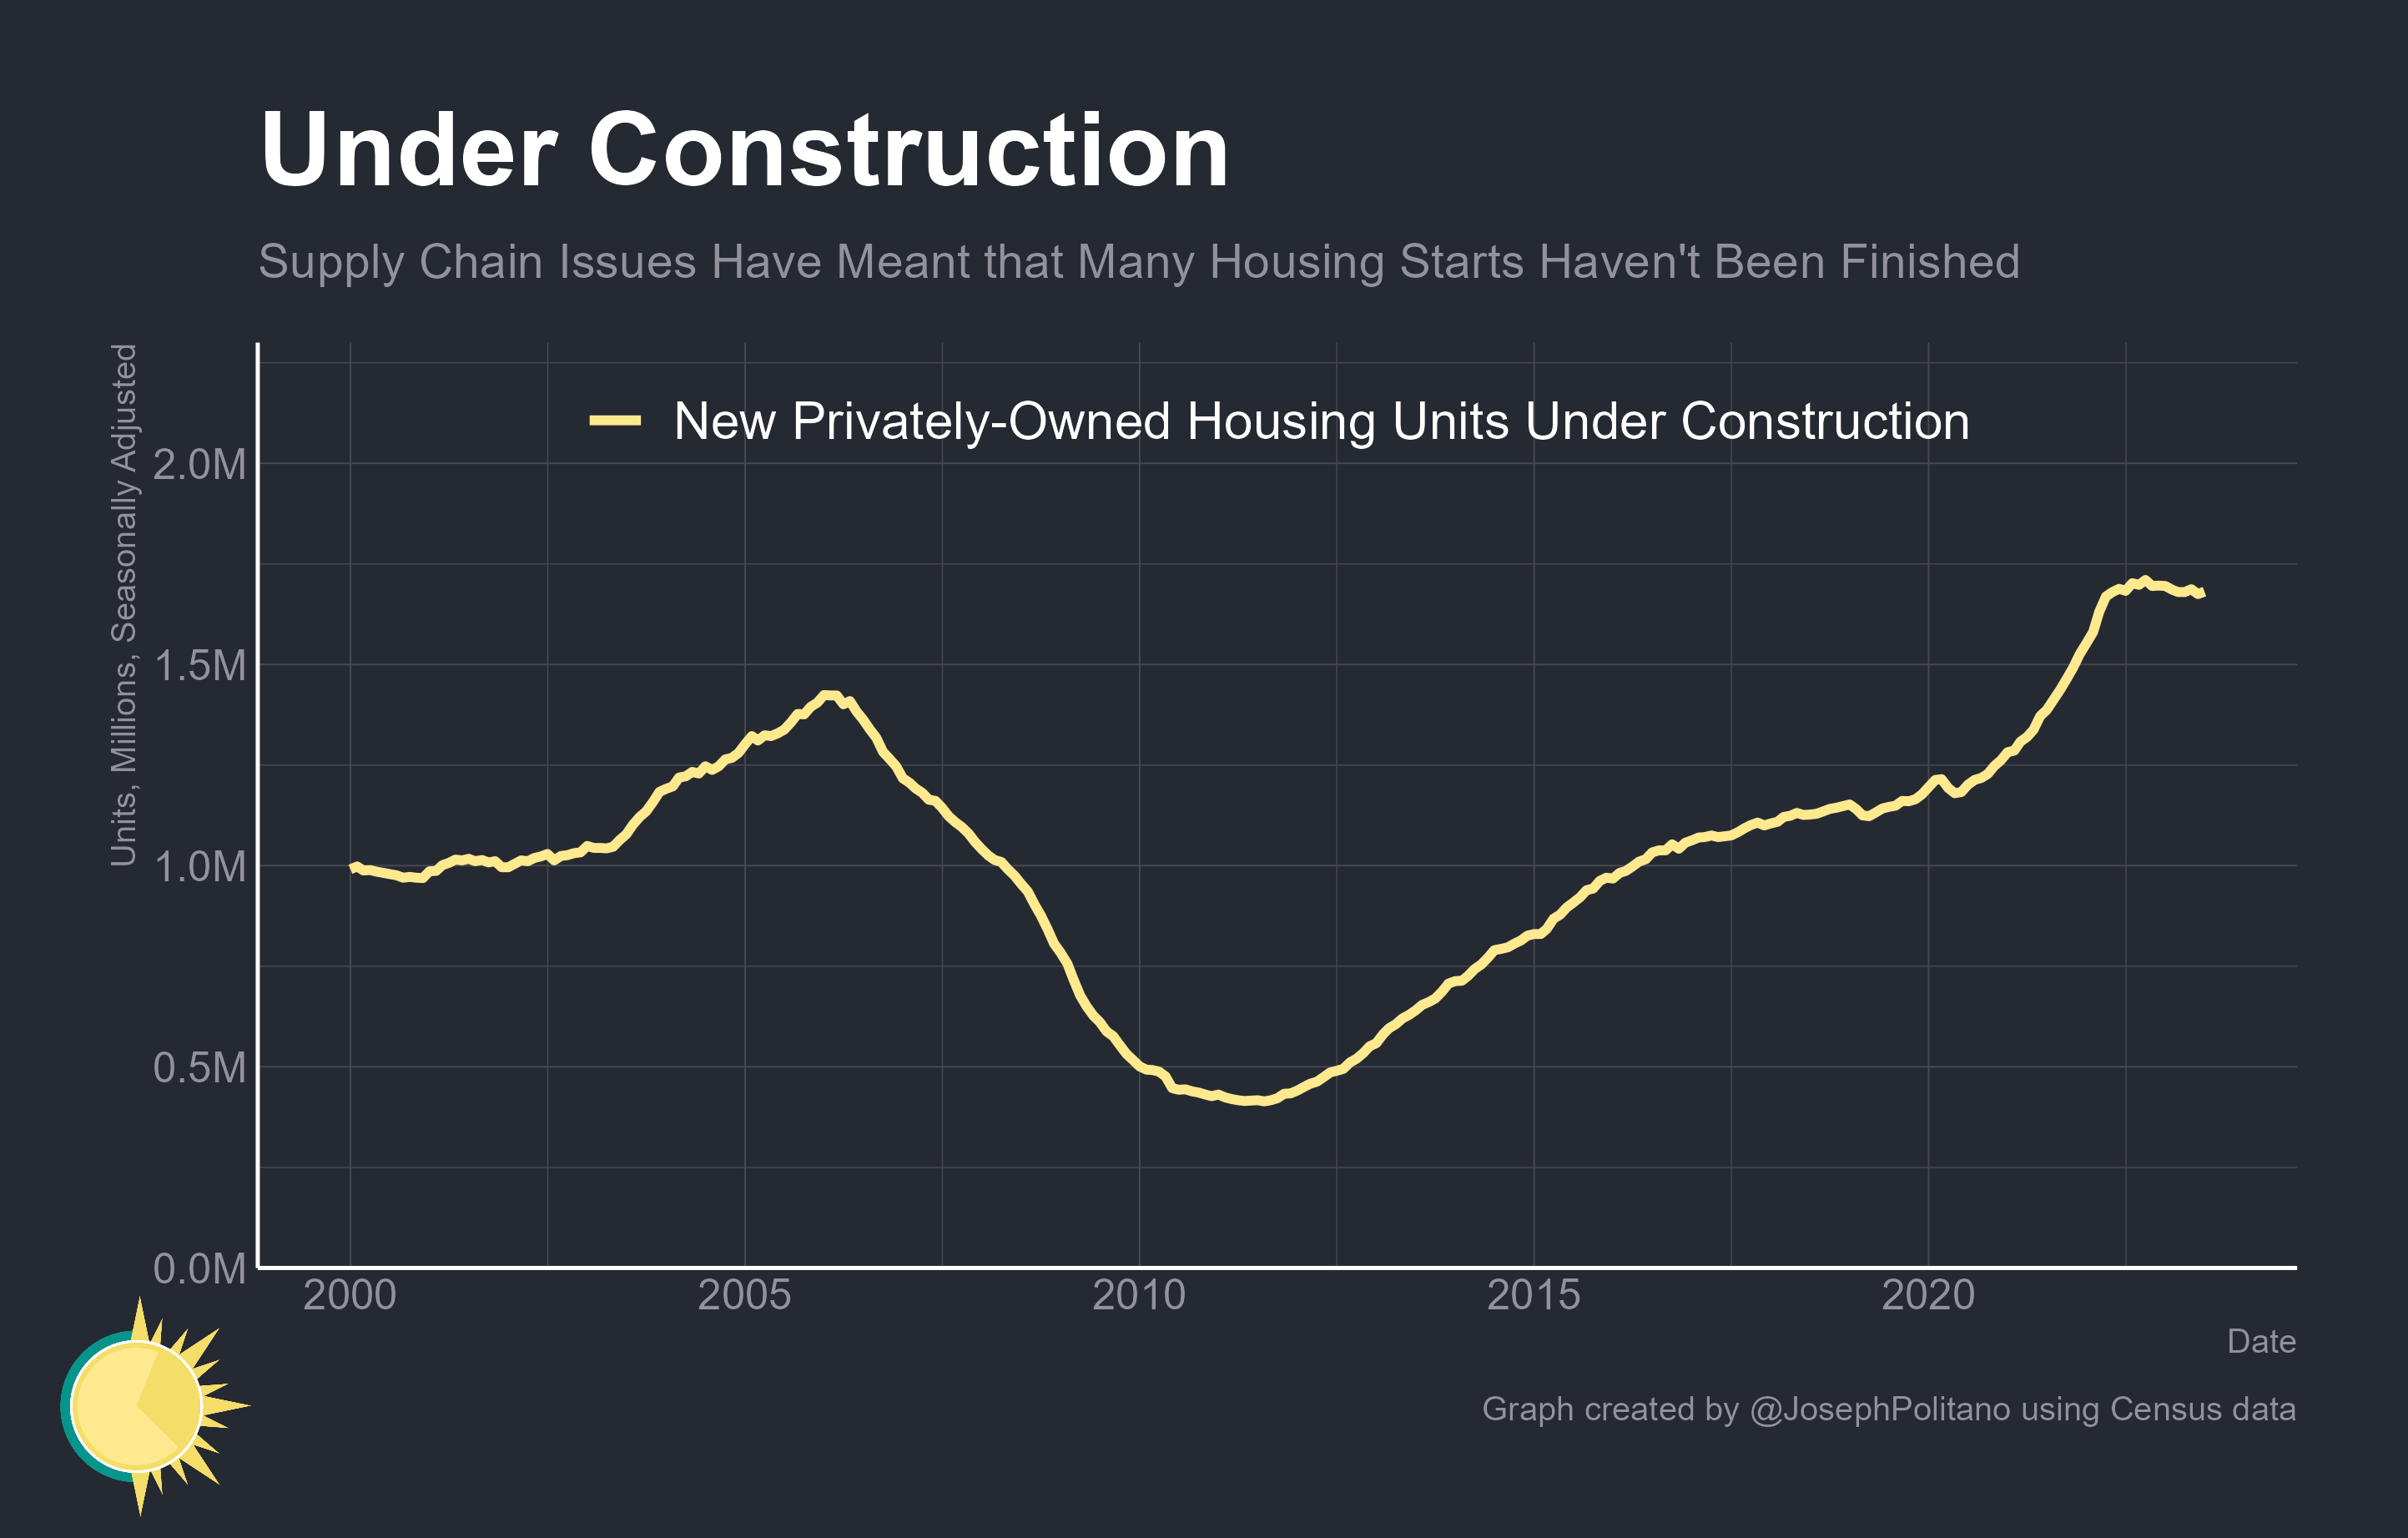 Under Construction
Supply Chain Issues Have Meant that Many Housing Starts Haven't Been Finished
Units, Millions, Seasonally Adjusted
New Privately-Owned Housing Units Under Construction
2.0M
1.5M
1.0M
0.5M
0.0M
2000 2005 2010 2015 2020
Date
Graph created by @JosephPolitano using Census data